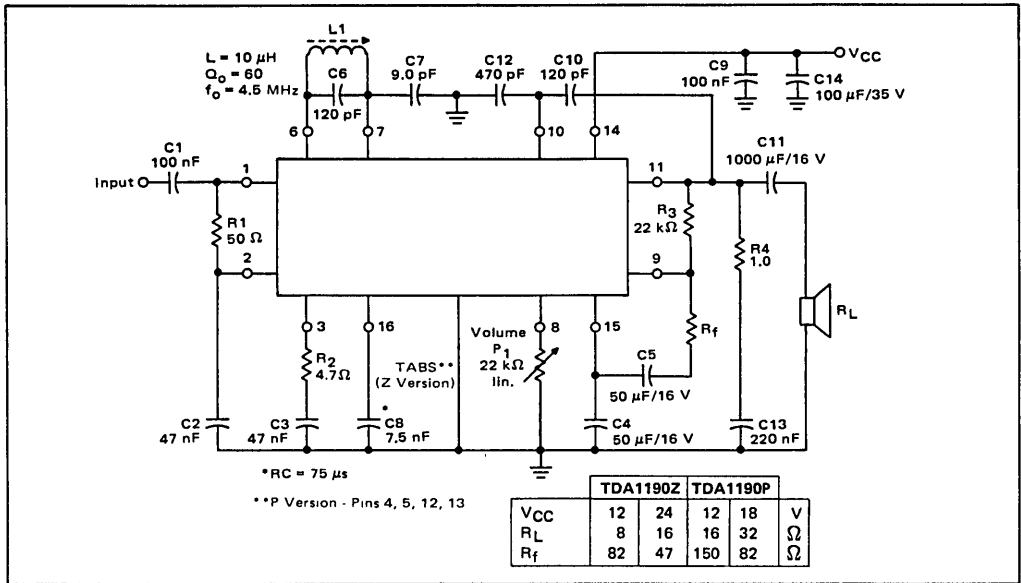 L1
L = 10 μH
Qo = 60
fo = 4.5 MHz
C6
120 pF
C7
9.0 pF
C12
470 pF
C10
120 pF
VCC
C9
100 nF
C14
100 μF/35 V
6
7
10
14
C1
100 nF
Input
1
11
C11
1000 μF/16 V
R1
50 Ω
R3
22 kΩ
R4
1.0
2
9
RL
3
16
Volume
P1
22 kΩ
lin.
8
15
Rf
R2
4.7Ω
TABS**
(Z Version)
C5
50 μF/16 V
C2
47 nF
C3
47 nF
*
C8
7.5 nF
C4
50 μF/16 V
C13
220 nF
*RC = 75 μs
**P Version - Pins 4, 5, 12, 13
TDA1190Z TDA1190P
VCC 12 24 12 18 V
RL 8 16 16 32 Ω
Rf 82 47 150 82 Ω